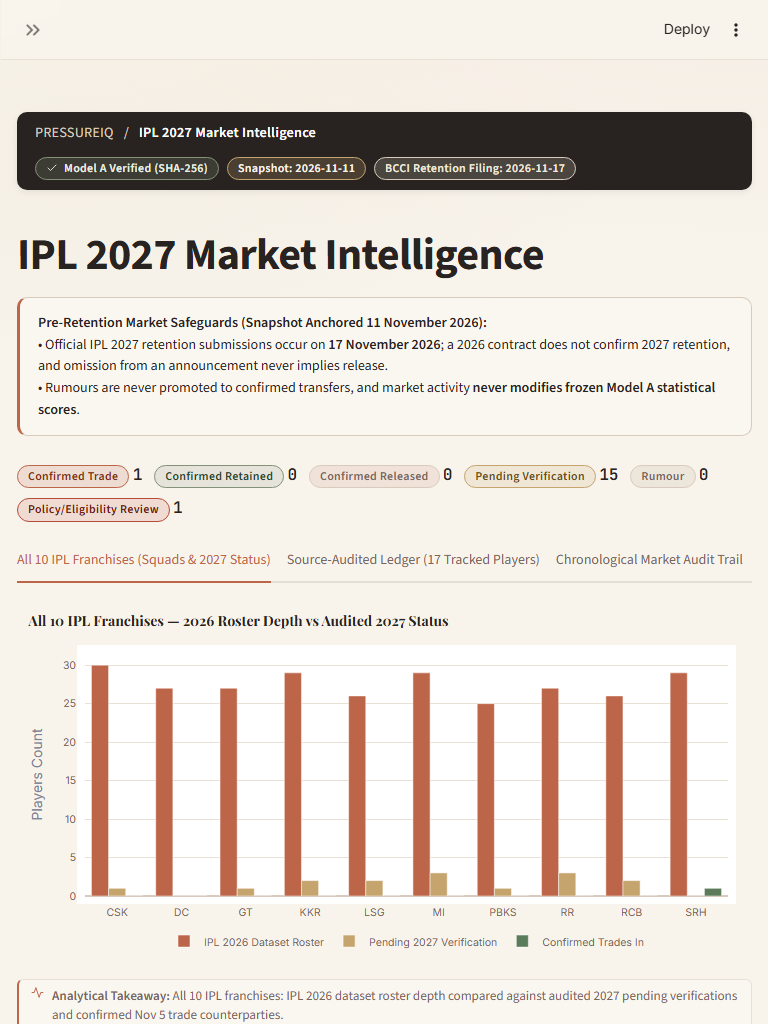 Deploy
PRESSUREIQ / IPL 2027 Market Intelligence
Model A Verified (SHA-256) Snapshot: 2026-11-11 BCCI Retention Filing: 2026-11-17
IPL 2027 Market Intelligence
Pre-Retention Market Safeguards (Snapshot Anchored 11 November 2026):
• Official IPL 2027 retention submissions occur on 17 November 2026; a 2026 contract does not confirm 2027 retention,
and omission from an announcement never implies release.
• Rumours are never promoted to confirmed transfers, and market activity never modifies frozen Model A statistical
scores.
Confirmed Trade 1 Confirmed Retained 0 Confirmed Released 0 Pending Verification 15 Rumour 0
Policy/Eligibility Review 1
All 10 IPL Franchises (Squads & 2027 Status) Source-Audited Ledger (17 Tracked Players) Chronological Market Audit Trail
All 10 IPL Franchises — 2026 Roster Depth vs Audited 2027 Status
Players Count
30
25
20
15
10
5
0
CSK DC GT KKR LSG MI PBKS RR RCB SRH
IPL 2026 Dataset Roster Pending 2027 Verification Confirmed Trades In
Analytical Takeaway: All 10 IPL franchises: IPL 2026 dataset roster depth compared against audited 2027 pending verifications
and confirmed Nov 5 trade counterparties.